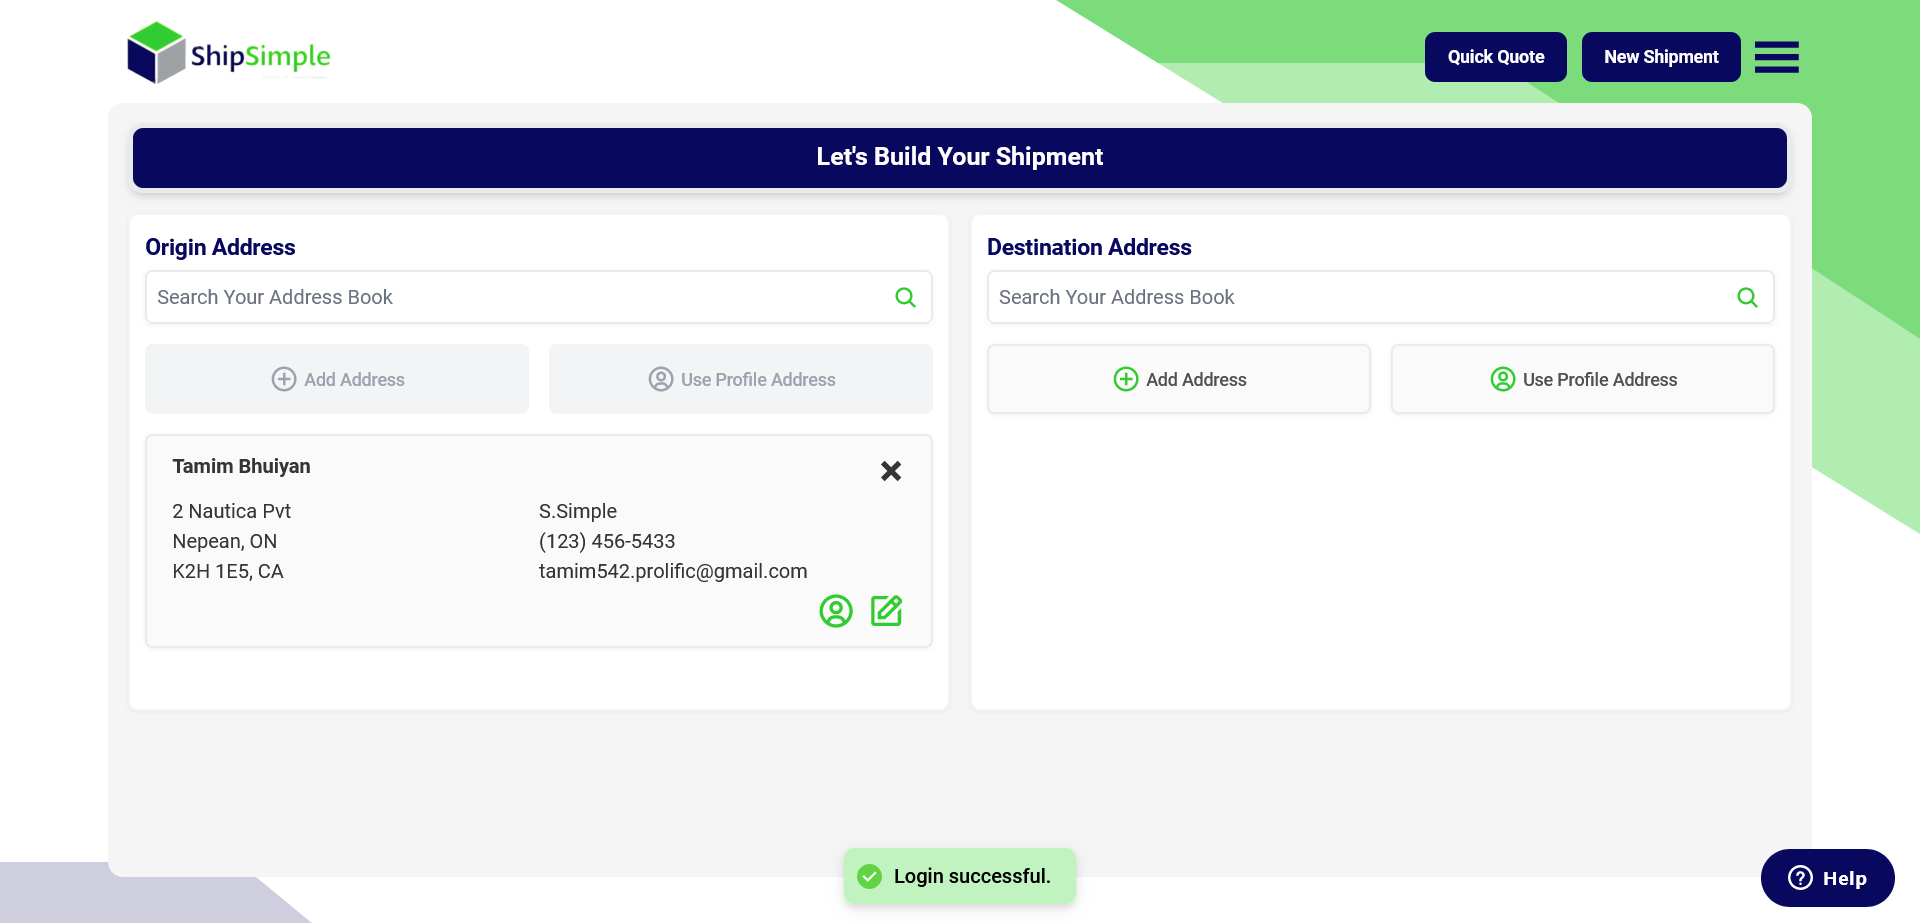 ShipSimple
Quick Quote
New Shipment
Let's Build Your Shipment
Origin Address
Search Your Address Book
Add Address
Use Profile Address
Tamim Bhuiyan
2 Nautica Pvt
Nepean, ON
K2H 1E5, CA
S.Simple
(123) 456-5433
tamim542.prolific@gmail.com
Destination Address
Search Your Address Book
Add Address
Use Profile Address
Login successful.
Help